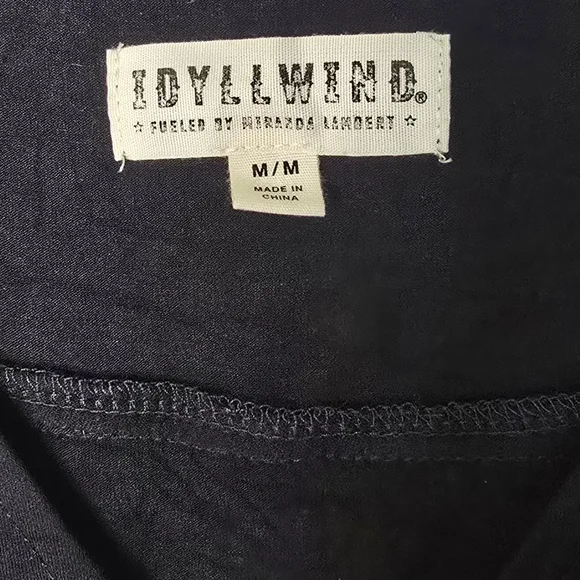 IDYLLWIND®
☆ FUELED BY MIRANDA LAMBERT ☆
M/M
MADE IN
CHINA